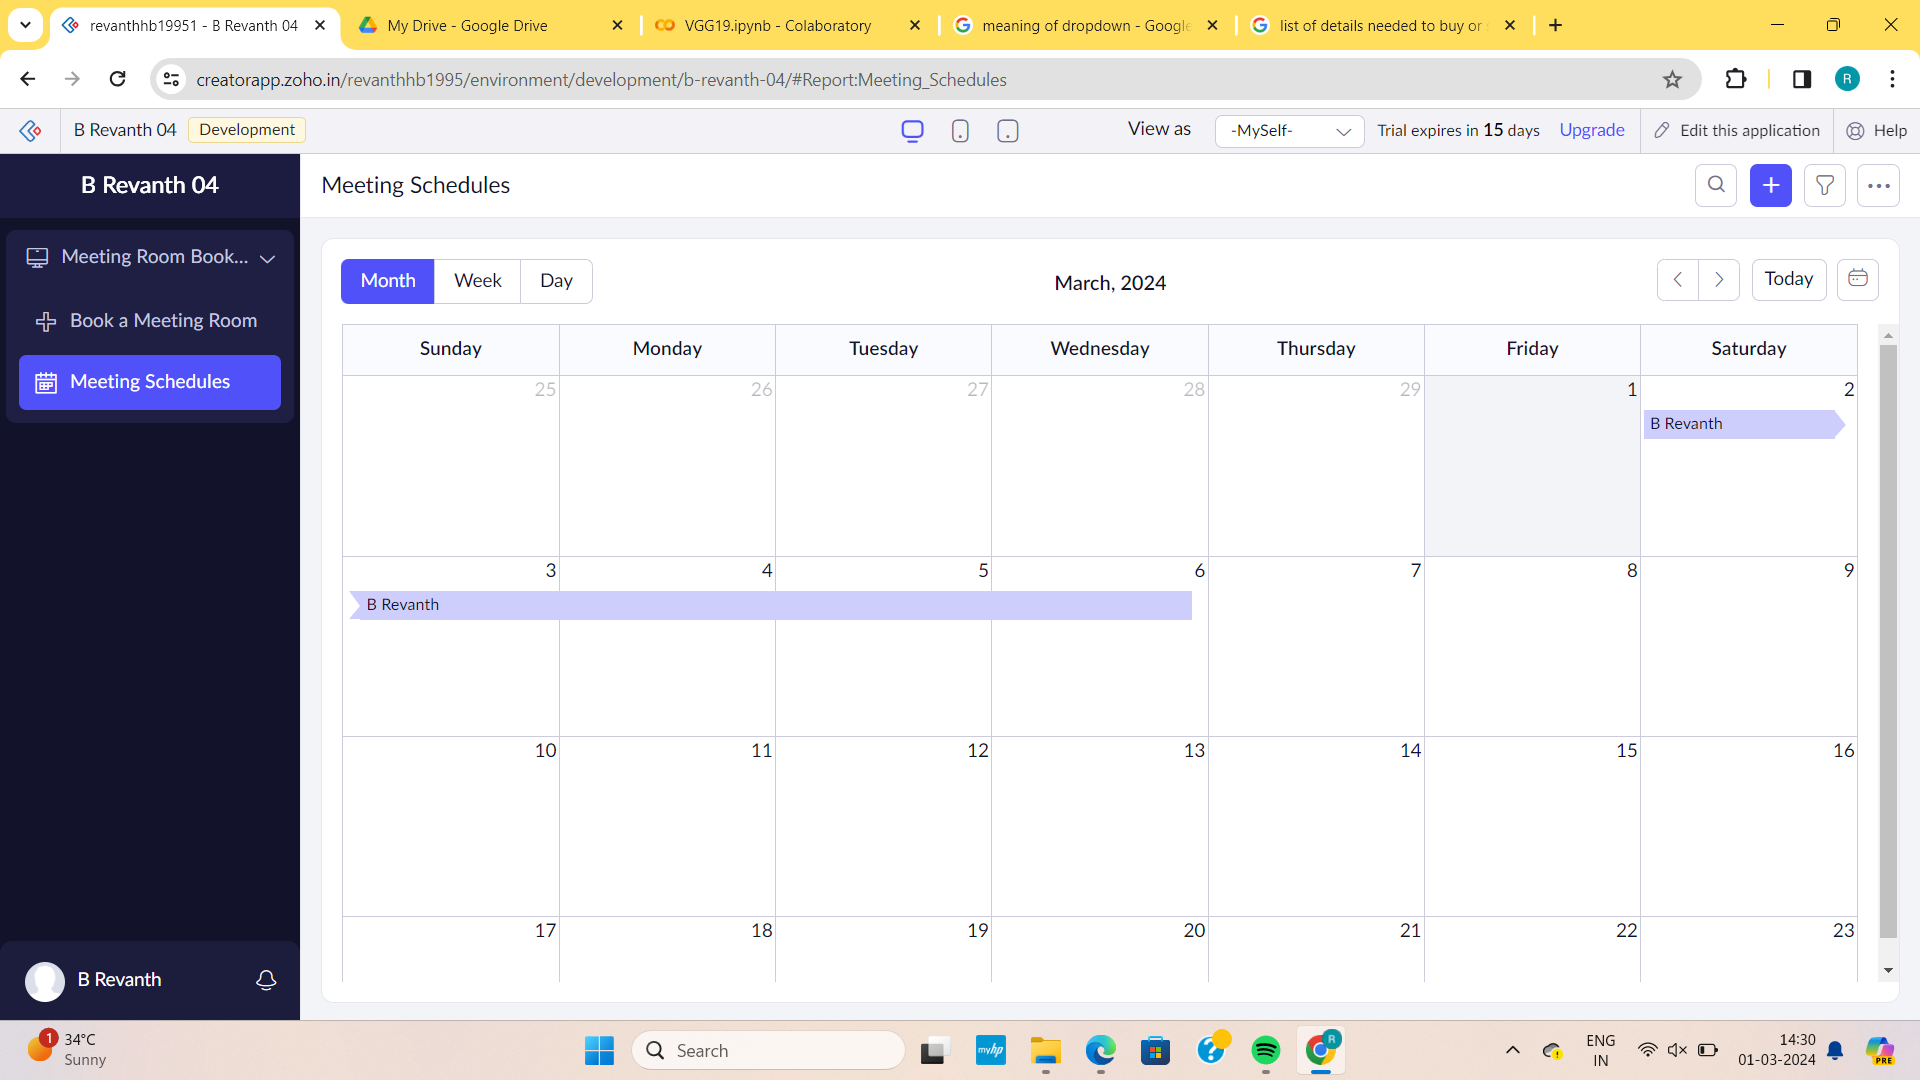 revanthhb19951 - B Revanth 04
My Drive - Google Drive
VGG19.ipynb - Colaboratory
meaning of dropdown - Google
list of details needed to buy or
creatorapp.zoho.in/revanthhb1995/environment/development/b-revanth-04/#Report:Meeting_Schedules
R
B Revanth 04
Development
View as
-MySelf-
Trial expires in 15 days
Upgrade
Edit this application
Help
B Revanth 04
Meeting Room Book...
Book a Meeting Room
Meeting Schedules
B Revanth
Meeting Schedules
Month Week Day
March, 2024
Today
Sunday Monday Tuesday Wednesday Thursday Friday Saturday
25 26 27 28 29 1 2
B Revanth
3 4 5 6 7 8 9
B Revanth
10 11 12 13 14 15 16
17 18 19 20 21 22 23
1
34°C
Sunny
Search
myhp
R
ENG
IN
14:30
01-03-2024
PRE